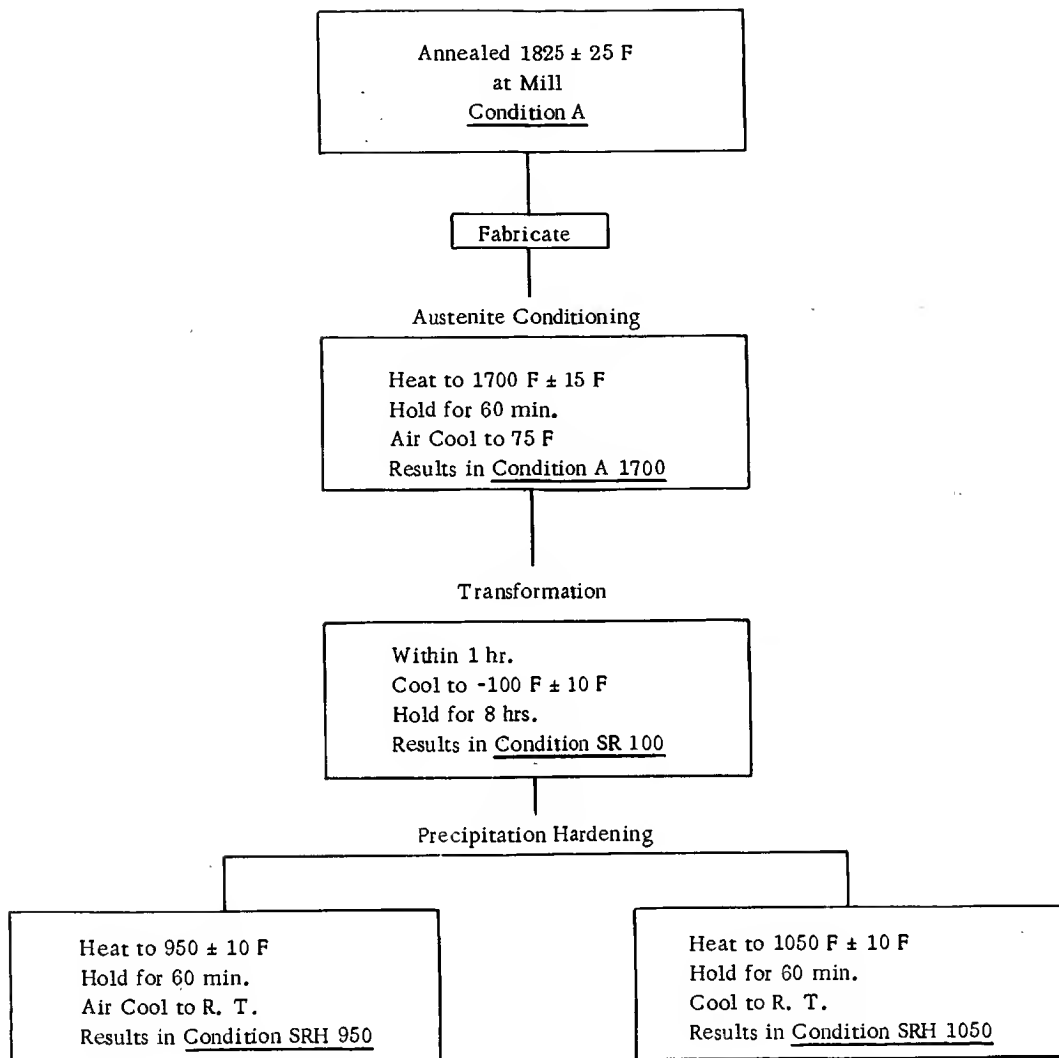 Annealed 1825 ± 25 F
at Mill
Condition A
Fabricate
Austenite Conditioning
Heat to 1700 F ± 15 F
Hold for 60 min.
Air Cool to 75 F
Results in Condition A 1700
Transformation
Within 1 hr.
Cool to -100 F ± 10 F
Hold for 8 hrs.
Results in Condition SR 100
Precipitation Hardening
Heat to 950 ± 10 F
Hold for 60 min.
Air Cool to R. T.
Results in Condition SRH 950
Heat to 1050 F ± 10 F
Hold for 60 min.
Cool to R. T.
Results in Condition SRH 1050